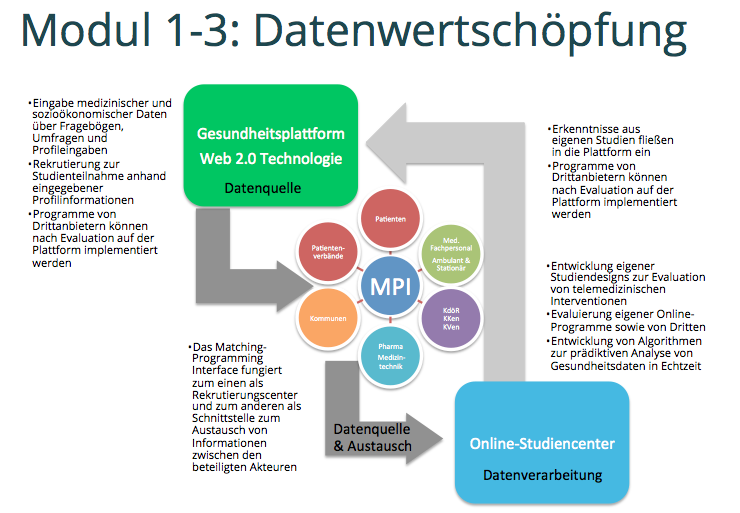 Modul 1-3: Datenwertschöpfung
•Eingabe medizinischer und
sozioökonomischer Daten
über Fragebögen,
Umfragen und
Profileingaben
•Rekrutierung zur
Studienteilnahme anhand
eingegebener
Profilinformationen
•Programme von
Drittanbietern können
nach Evaluation auf der
Plattform implementiert
werden
Gesundheitsplattform
Web 2.0 Technologie
Datenquelle
•Erkenntnisse aus
eigenen Studien fließen
in die Plattform ein
•Programme von
Drittanbietern können
nach Evaluation auf der
Plattform implementiert
werden
Patienten
Patienten-
verbände
Med.
Fachpersonal
Ambulant &
Stationär
MPI
Kommunen
KdöR
KKen
KVen
Pharma
Medizin-
technik
•Entwicklung eigener
Studiendesigns zur Evaluation
von telemedizinischen
Interventionen
•Evaluierung eigener Online-
Programme sowie von Dritten
•Entwicklung von Algorithmen
zur prädiktiven Analyse von
Gesundheitsdaten in Echtzeit
•Das Matching-
Programming
Interface fungiert
zum einen als
Rekrutierungscenter
und zum anderen als
Schnittstelle zum
Austausch von
Informationen
zwischen den
beteiligten Akteuren
Datenquelle
& Austausch
Online-Studiencenter
Datenverarbeitung